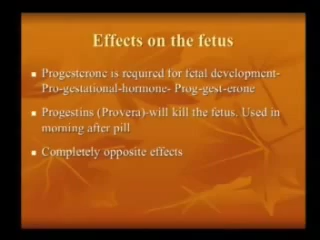 Effects on the fetus
Progesterone is required for fetal development-
Pro-gestational-hormone- Prog-gest-erone
Progestins (Provera)-will kill the fetus. Used in
morning after pill
Completely opposite effects